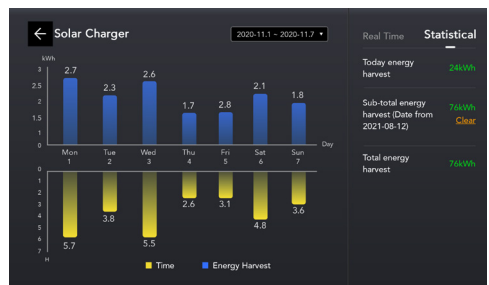 Solar Charger
2020-11.1 ~ 2020-11.7
Real Time
Statistical
kWh
3
2.5
2
1.5
1
0
2.7
2.3
2.6
1.7
2.8
2.1
1.8
Day
Mon
1
Tue
2
Wed
3
Thu
4
Fri
5
Sat
6
Sun
7
0
1
2
3
4
5
6
7
H
5.7
3.8
5.5
2.6
3.1
4.8
3.6
Time
Energy Harvest
Today energy
harvest
24kWh
Sub-total energy
harvest (Date from
2021-08-12)
76kWh
Clear
Total energy
harvest
76kWh